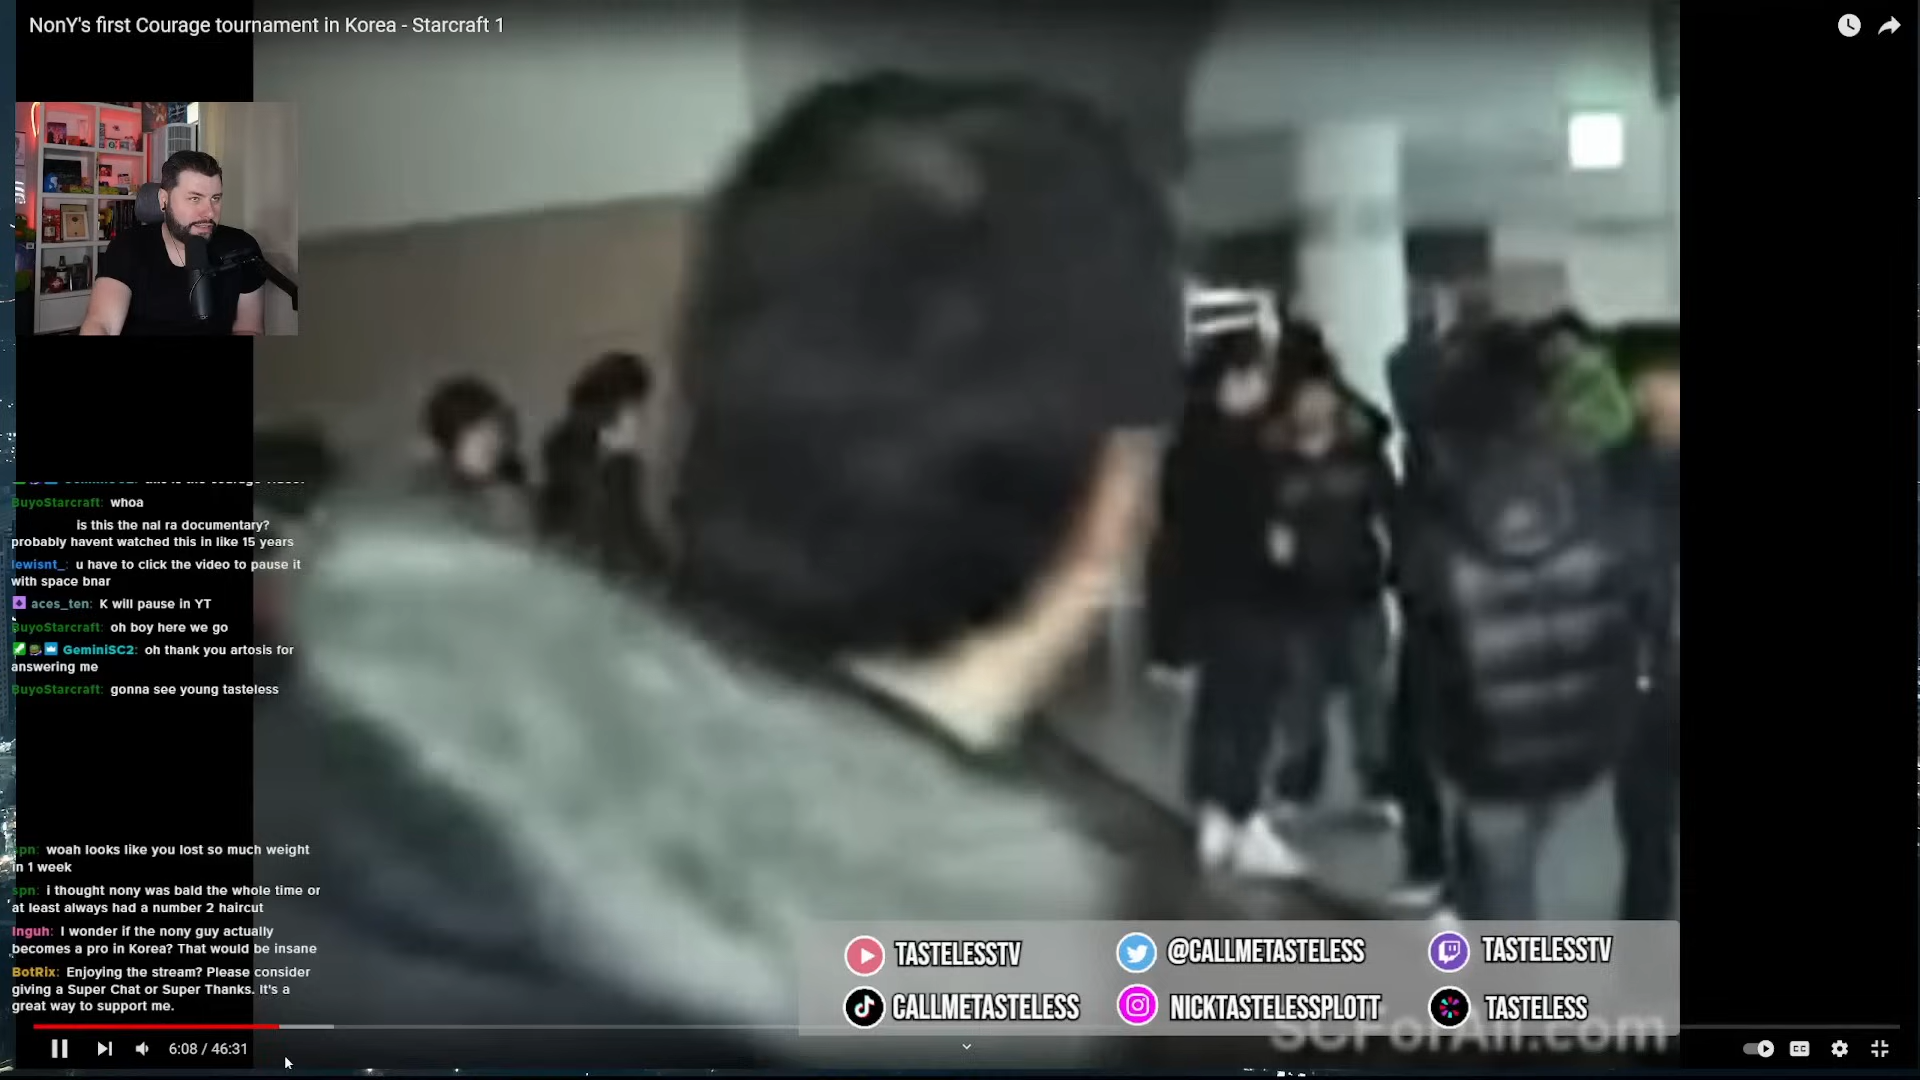 NonY's first Courage tournament in Korea - Starcraft 1
BuyoStarcraft: whoa
is this the nal ra documentary?
probably havent watched this in like 15 years
lewisnt_: u have to click the video to pause it
with space bnar
aces_ten: K will pause in YT
BuyoStarcraft: oh boy here we go
GeminiSC2: oh thank you artosis for
answering me
BuyoStarcraft: gonna see young tasteless
spn: woah looks like you lost so much weight
in 1 week
spn: i thought nony was bald the whole time or
at least always had a number 2 haircut
Inguh: I wonder if the nony guy actually
becomes a pro in Korea? That would be insane
BotRix: Enjoying the stream? Please consider
giving a Super Chat or Super Thanks. It's a
great way to support me.
TASTELESSTV
@CALLMETASTELESS
TASTELESSTV
CALLMETASTELESS
NICKTASTELESSPLOTT
TASTELESS
SCForAll.com
6:08 / 46:31
CC